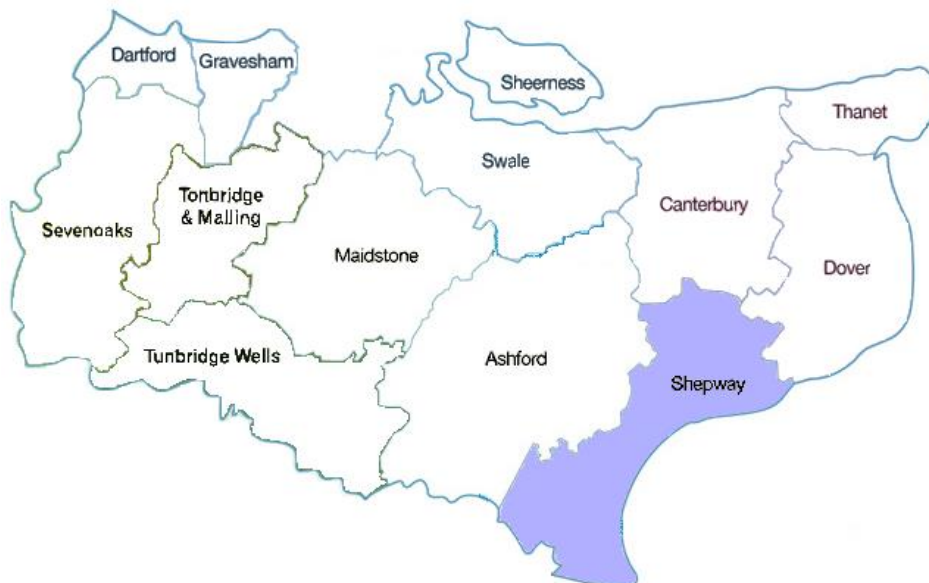 Dartford
Gravesham
Sheerness
Thanet
Swale
Tonbridge
& Malling
Canterbury
Sevenoaks
Maidstone
Dover
Tunbridge Wells
Ashford
Shepway